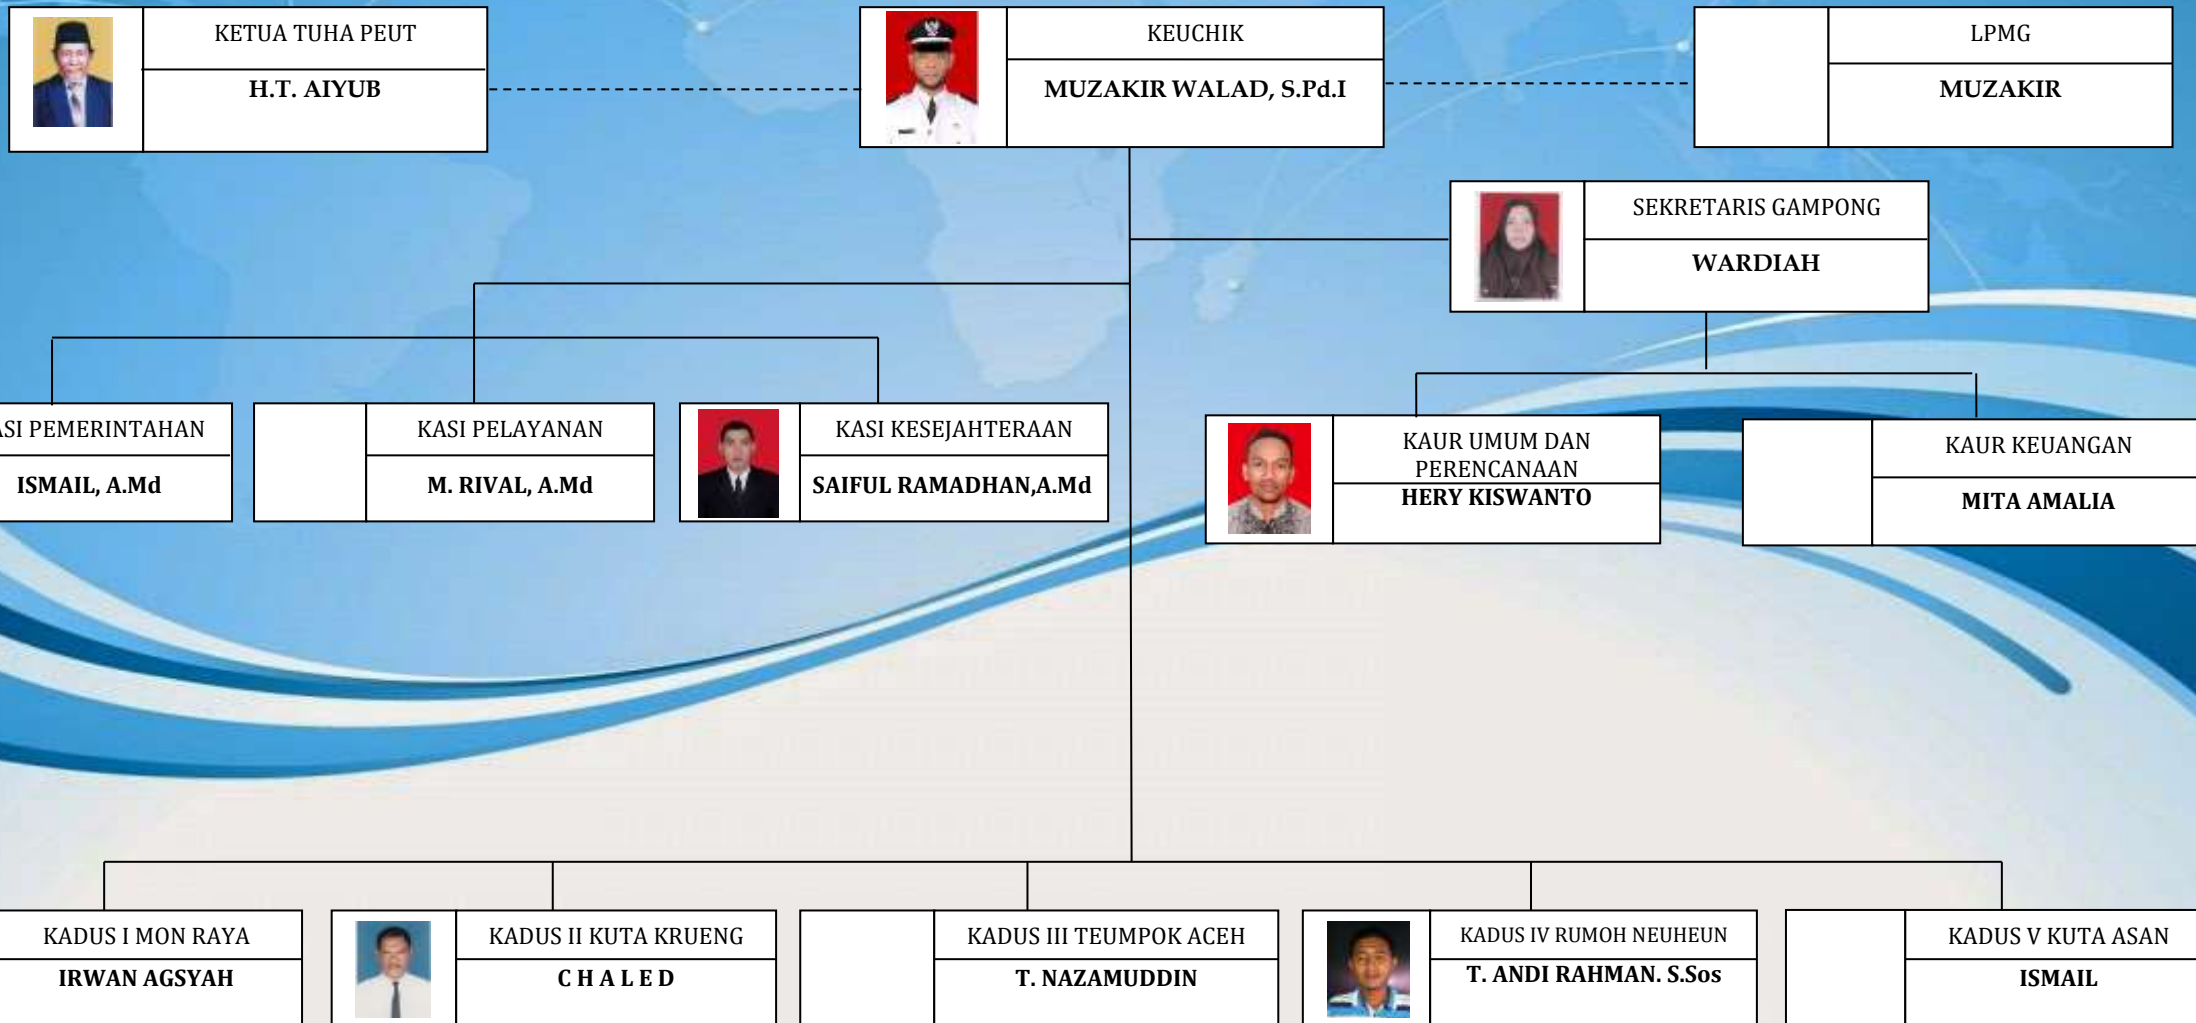 KETUA TUHA PEUT
H.T. AIYUB
KEUCHIK
MUZAKIR WALAD, S.Pd.I
LPMG
MUZAKIR
SEKRETARIS GAMPONG
WARDIAH
ASI PEMERINTAHAN
ISMAIL, A.Md
KASI PELAYANAN
M. RIVAL, A.Md
KASI KESEJAHTERAAN
SAIFUL RAMADHAN,A.Md
KAUR UMUM DAN
PERENCANAAN
HERY KISWANTO
KAUR KEUANGAN
MITA AMALIA
KADUS I MON RAYA
IRWAN AGSYAH
KADUS II KUTA KRUENG
C H A L E D
KADUS III TEUMPOK ACEH
T. NAZAMUDDIN
KADUS IV RUMOH NEUHEUN
T. ANDI RAHMAN. S.Sos
KADUS V KUTA ASAN
ISMAIL